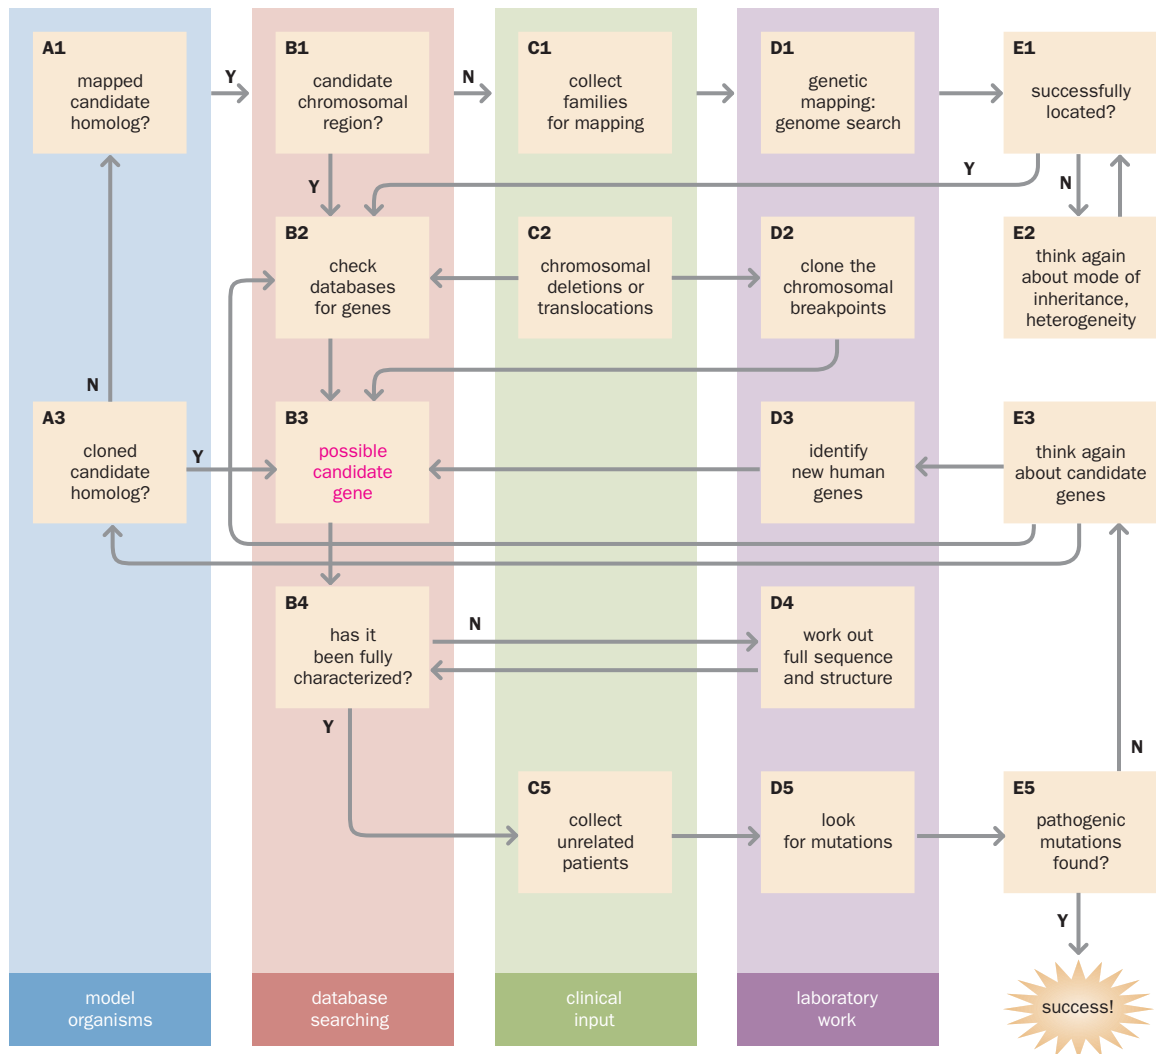 A1
mapped
candidate
homolog?
Y
B1
candidate
chromosomal
region?
N
C1
collect
families
for mapping
D1
genetic
mapping:
genome search
E1
successfully
located?
Y
Y
N
B2
check
databases
for genes
C2
chromosomal
deletions or
translocations
D2
clone the
chromosomal
breakpoints
E2
think again
about mode of
inheritance,
heterogeneity
N
A3
cloned
candidate
homolog?
Y
B3
possible
candidate
gene
D3
identify
new human
genes
E3
think again
about candidate
genes
B4
has it
been fully
characterized?
N
D4
work out
full sequence
and structure
Y
N
C5
collect
unrelated
patients
D5
look
for mutations
E5
pathogenic
mutations
found?
Y
model
organisms
database
searching
clinical
input
laboratory
work
success!